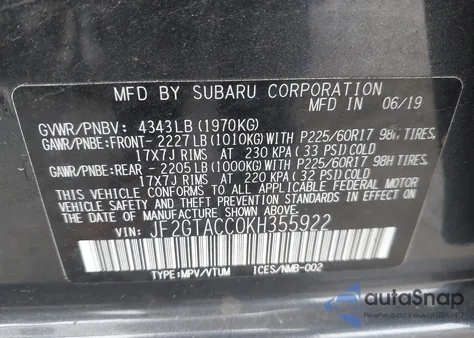 MFD BY SUBARU CORPORATION
MFD IN 06/19
GVWR/PNBV: 4343LB (1970KG)
GAWR/PNBE:FRONT- 2227LB (1010KG)WITH P225/60R17 98H TIRES,
17X7J RIMS AT 230 KPA (33 PSI)COLD
GAWR/PNBE:REAR - 2205LB (1000KG)WITH P225/60R17 98H TIRES,
17X7J RIMS AT 220 KPA (32 PSI)COLD
THIS VEHICLE CONFORMS TO ALL APPLICABLE FEDERAL MOTOR
VEHICLE SAFETY AND THEFT PREVENTION STANDARDS IN EFFECT
ON THE DATE OF MANUFACTURE SHOWN ABOVE.
VIN: JF2GTACC0KH355922
TYPE:MPV/VTUM ICES/NMB-002
autoSnap